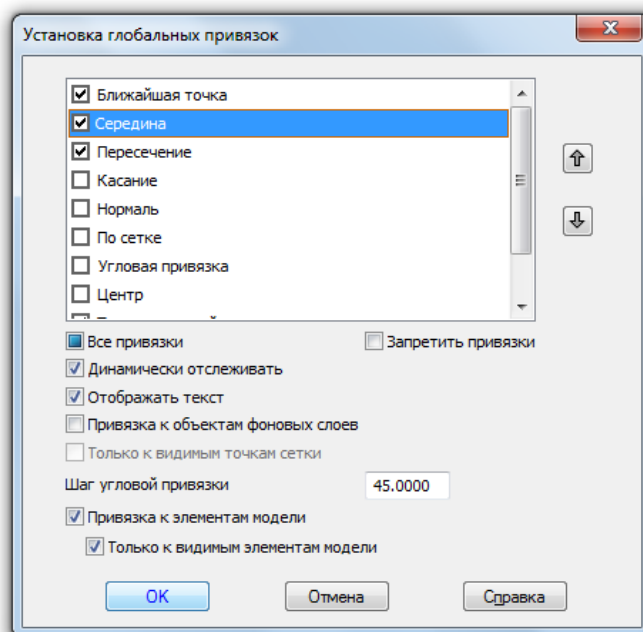 Установка глобальных привязок
Ближайшая точка
Середина
Пересечение
Касание
Нормаль
По сетке
Угловая привязка
Центр
Все привязки Запретить привязки
Динамически отслеживать
Отображать текст
Привязка к объектам фоновых слоев
Только к видимым точкам сетки
Шаг угловой привязки 45.0000
Привязка к элементам модели
Только к видимым элементам модели
OK Отмена Справка